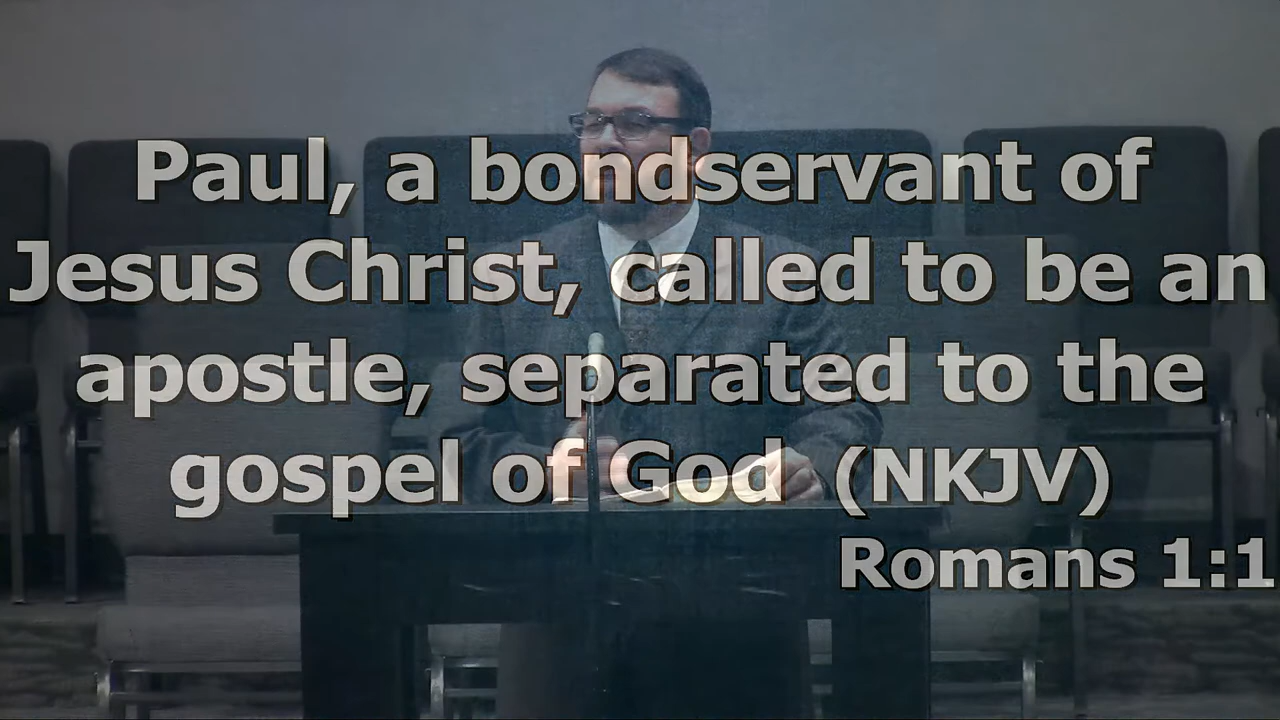 Paul, a bondservant of
Jesus Christ, called to be an
apostle, separated to the
gospel of God (NKJV)
Romans 1:1